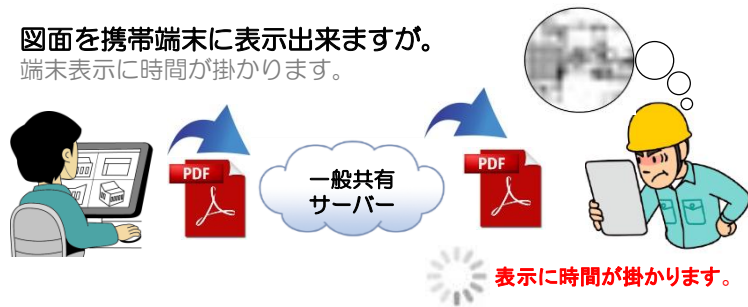 図面を携帯端末に表示出来ますが。
端末表示に時間が掛かります。
PDF
一般共有
サーバー
PDF
表示に時間が掛かります。